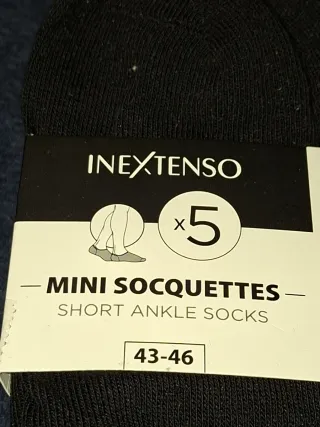 INEXTENSO
x5
MINI SOCQUETTES
SHORT ANKLE SOCKS
43-46